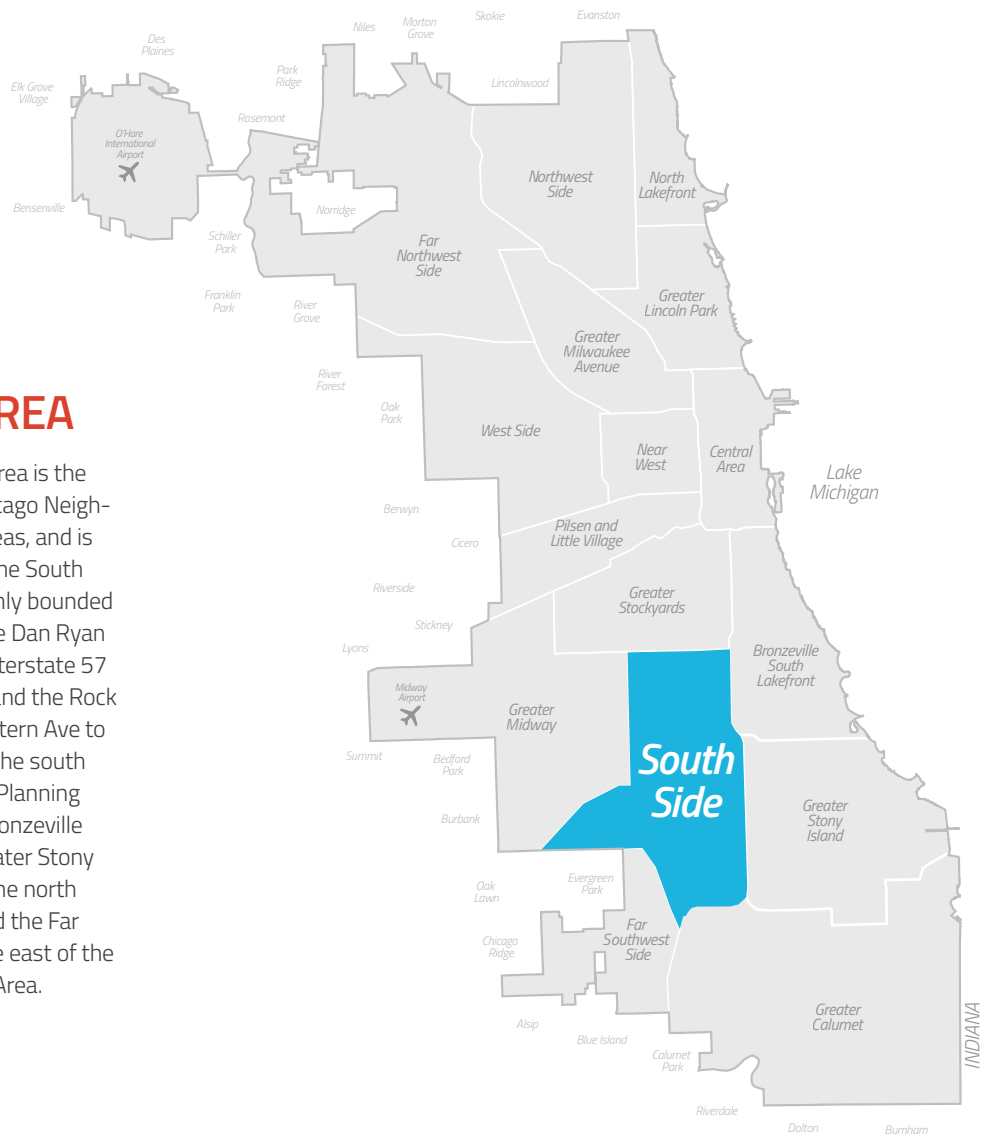 Skokie
Evanston
Niles
Morton
Grove
Des
Plaines
Park
Ridge
Lincolnwood
Elk Grove
Village
Rosemont
O'Hare
International
Airport
Northwest
Side
North
Lakefront
Bensenville
Norridge
Schiller
Park
Far
Northwest
Side
Franklin
Park
River
Grove
Greater
Lincoln Park
Greater
Milwaukee
Avenue
River
Forest
Oak
Park
West Side
Near
West
Central
Area
Lake
Michigan
Berwyn
Cicero
Pilsen and
Little Village
Riverside
Greater
Stockyards
Stickney
Lyons
Bronzeville
South
Lakefront
Midway
Airport
Greater
Midway
Summit
Bedford
Park
South
Side
Burbank
Greater
Stony
Island
Oak
Lawn
Evergreen
Park
Chicago
Ridge
Far
Southwest
Side
Alsip
Blue Island
Calumet
Park
Greater
Calumet
INDIANA
Riverdale
Dolton
Burnham
REA
rea is the
cago Neigh-
eas, and is
he South
hly bounded
e Dan Ryan
terstate 57
and the Rock
tern Ave to
he south
Planning
onzeville
ater Stony
he north
d the Far
e east of the
Area.